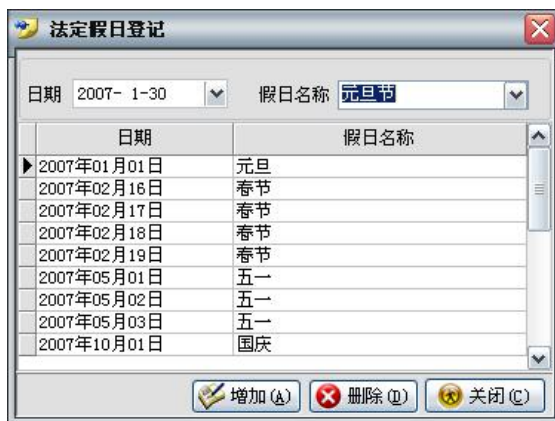 法定假日登记
日期 2007- 1-30 假日名称 元旦节
日期 假日名称
2007年01月01日 元旦
2007年02月16日 春节
2007年02月17日 春节
2007年02月18日 春节
2007年02月19日 春节
2007年05月01日 五一
2007年05月02日 五一
2007年05月03日 五一
2007年10月01日 国庆
增加(A) 删除(D) 关闭(C)